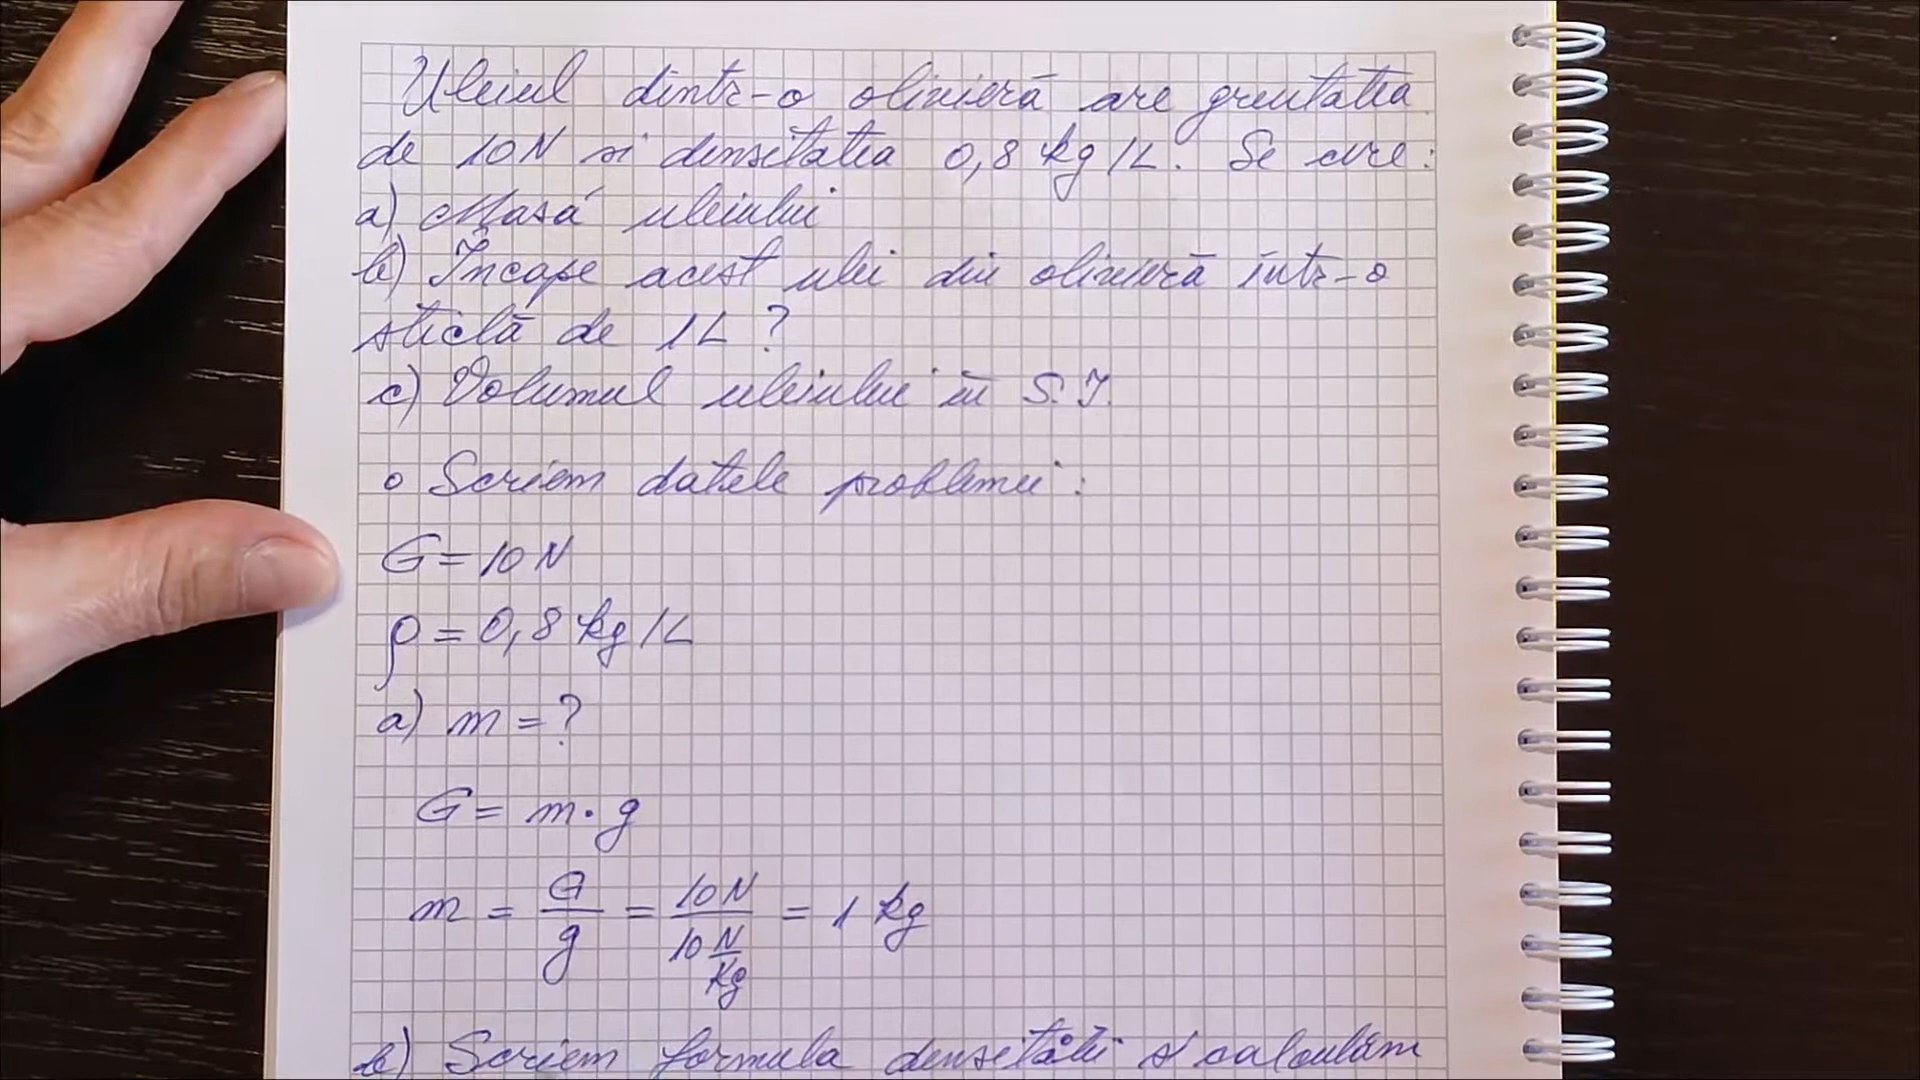 Uleiul dintr-o olivieră are greutatea
de 10N si densitatea 0,8 kg/L. Se cere:
a) Masa uleiului
b) Încape acest ulei din olivieră într-o
sticlă de 1L ?
c) Volumul uleiului în S.I.
o Scriem datele problemei :
G = 10 N
ρ = 0,8 kg/L
a) m = ?
G = m · g
m = G/g = 10N/10 N/kg = 1 kg
b) Scriem formula densității și calculăm